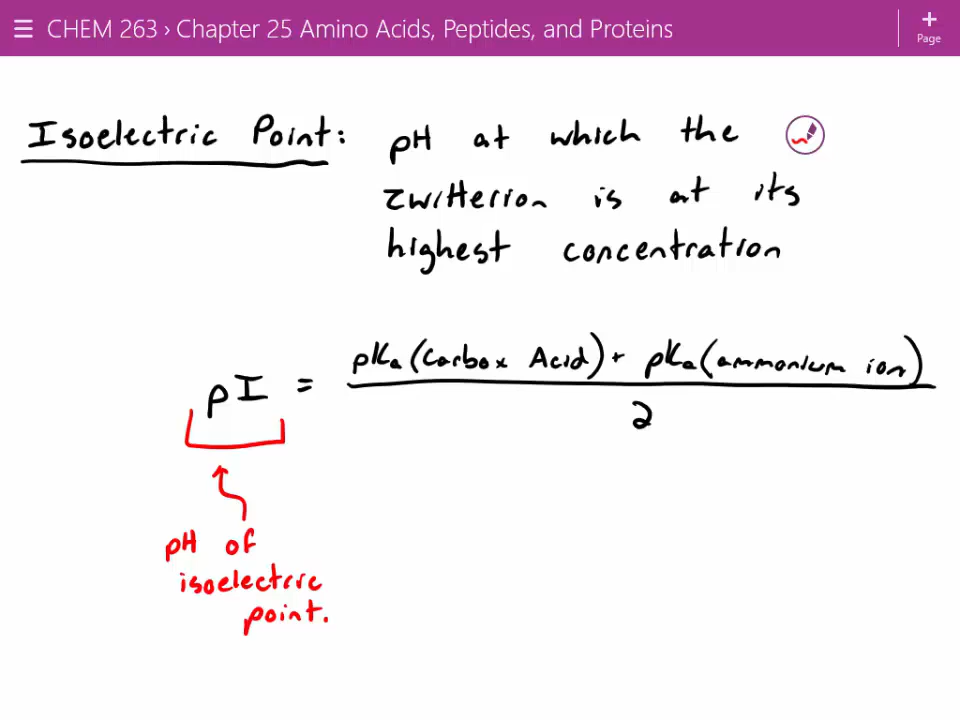 ☰ CHEM 263 › Chapter 25 Amino Acids, Peptides, and Proteins
+
Page
Isoelectric Point: pH at which the
zwitterion is at its
highest concentration
pI = pKa(Carbox Acid) + pKa(ammonium ion)
2
pH of
isoelectric
point.